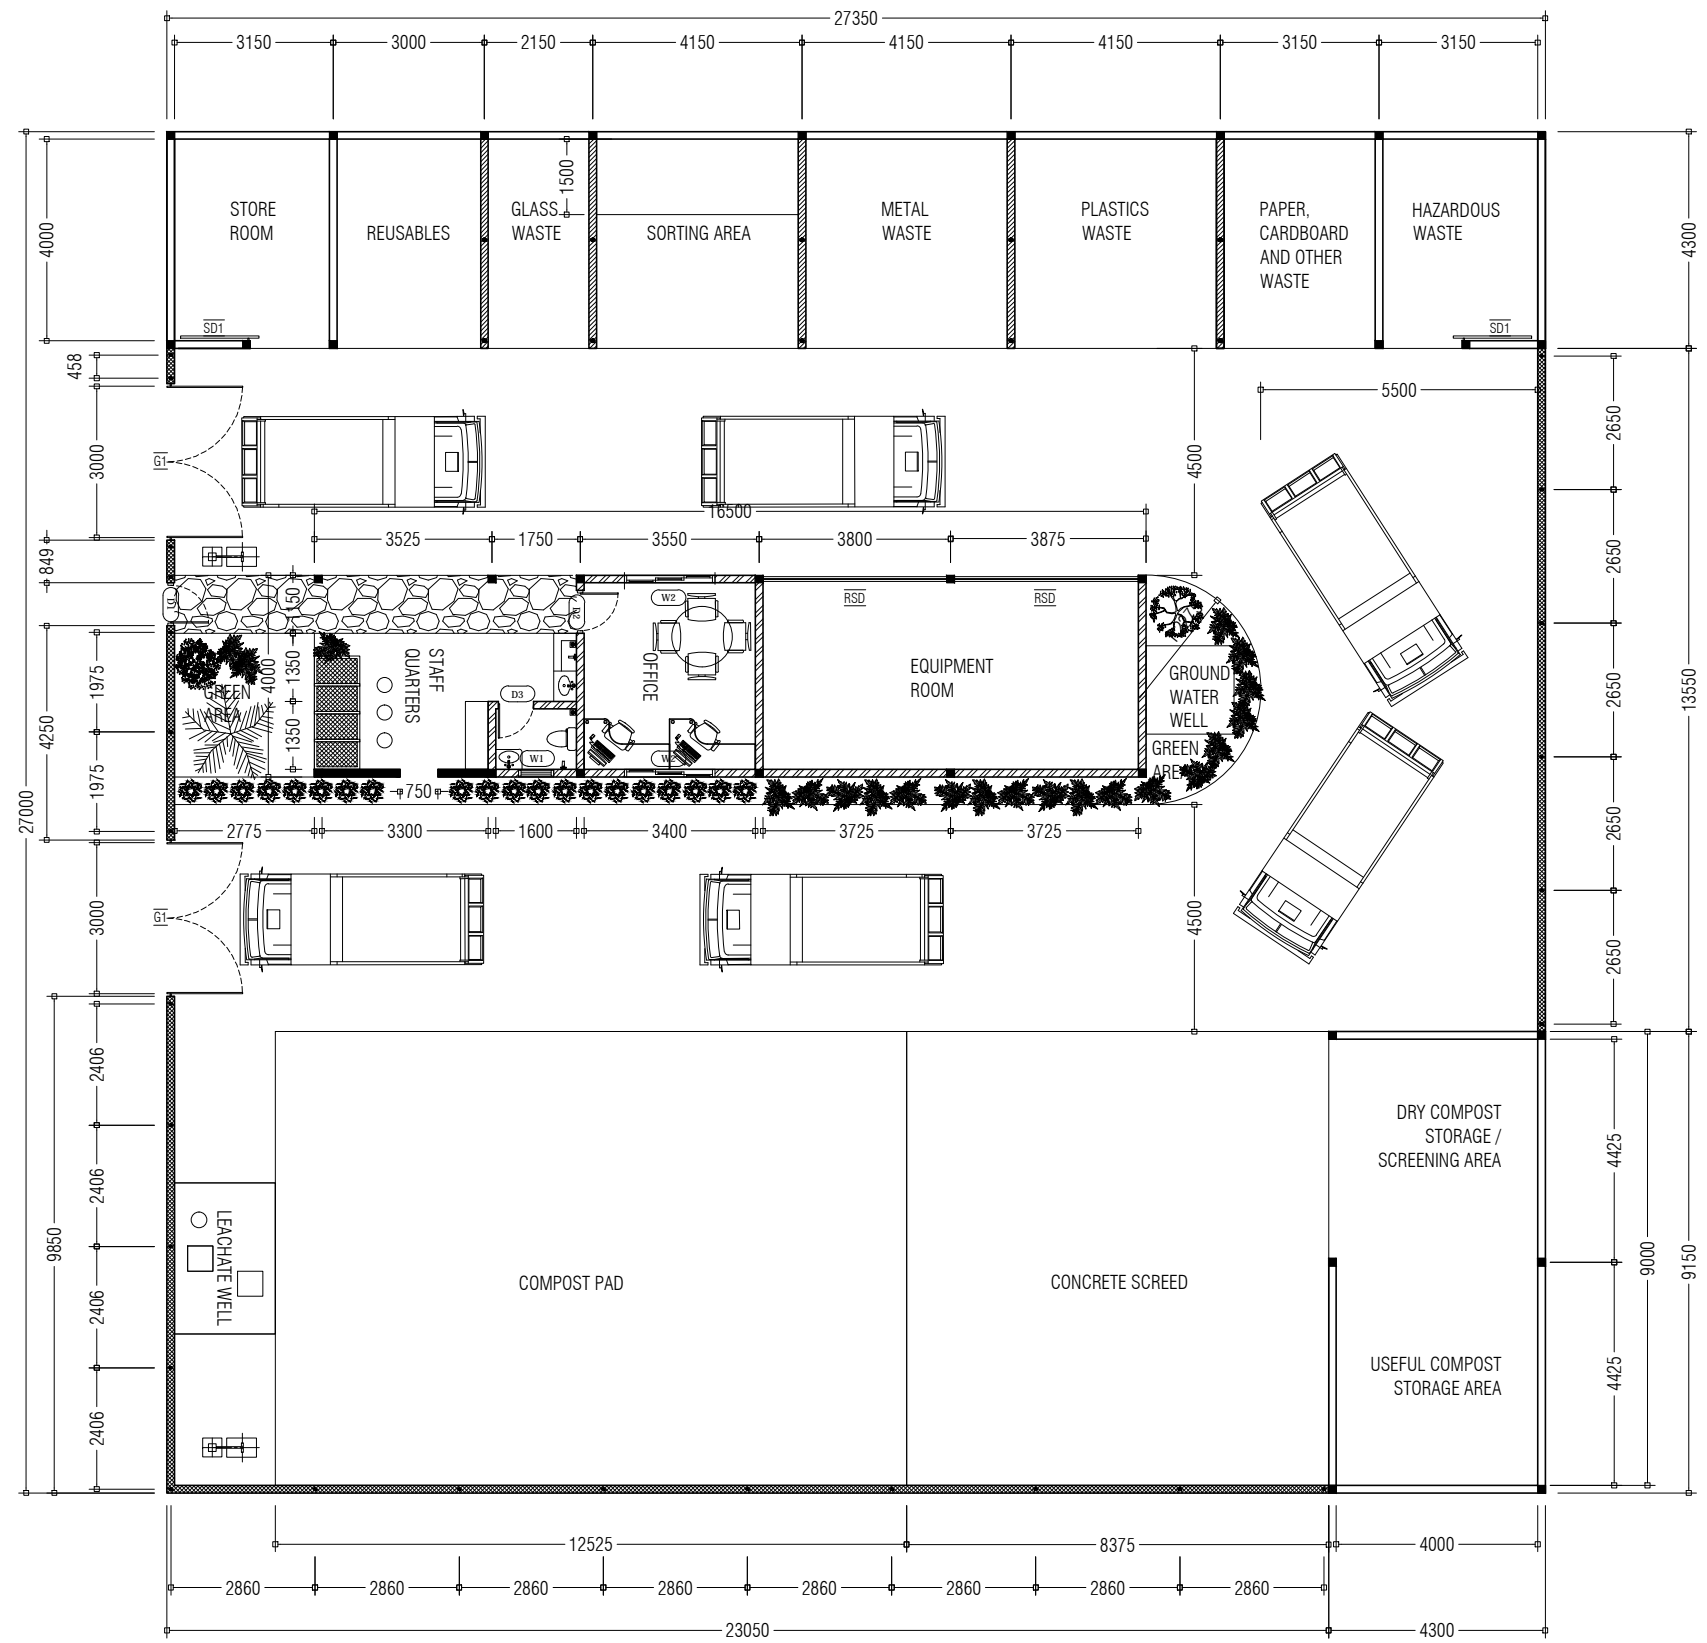 27350
3150
3000
2150
4150
4150
4150
3150
3150
4000
1500
4300
STORE
ROOM
REUSABLES
GLASS
WASTE
SORTING AREA
METAL
WASTE
PLASTICS
WASTE
PAPER,
CARDBOARD
AND OTHER
WASTE
HAZARDOUS
WASTE
SD1
SD1
458
3000
G1
849
5500
4500
2650
2650
2650
2650
2650
13550
16500
3525
1750
3550
3800
3875
D1
D2
W2
RSD
RSD
1350
4000
1350
STAFF
QUARTERS
D3
OFFICE
EQUIPMENT
ROOM
GROUND
WATER
WELL
GREEN
AREA
GREEN
AREA
W1
W2
1975
4250
1975
27000
750
2775
3300
1600
3400
3725
3725
3000
G1
4500
2406
2406
2406
2406
9850
LEACHATE WELL
COMPOST PAD
CONCRETE SCREED
DRY COMPOST
STORAGE /
SCREENING AREA
USEFUL COMPOST
STORAGE AREA
4425
4425
9000
9150
12525
8375
4000
2860
2860
2860
2860
2860
2860
2860
2860
23050
4300